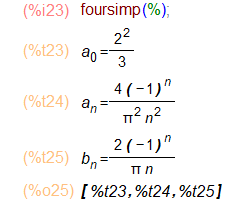 (%i23) foursimp(%);
(%t23) a₀ = 2²/3
(%t24) aₙ = 4 (−1)ⁿ / π² n²
(%t25) bₙ = 2 (−1)ⁿ / π n
(%o25) [ %t23 , %t24 , %t25 ]